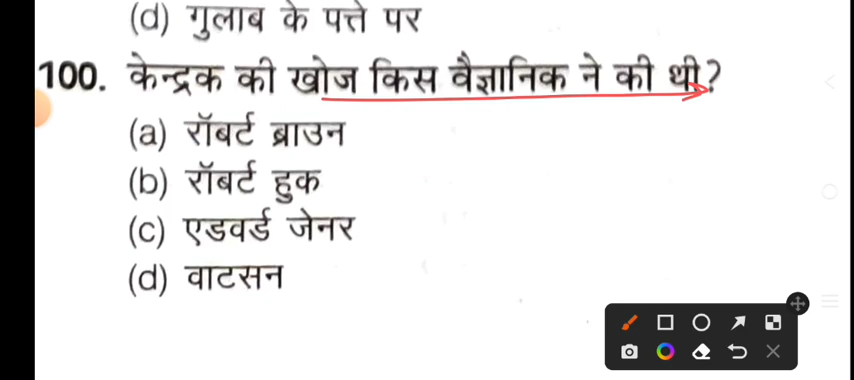 (d) गुलाब के पत्ते पर
100. केन्द्रक की खोज किस वैज्ञानिक ने की थी?
(a) रॉबर्ट ब्राउन
(b) रॉबर्ट हुक
(c) एडवर्ड जेनर
(d) वाटसन